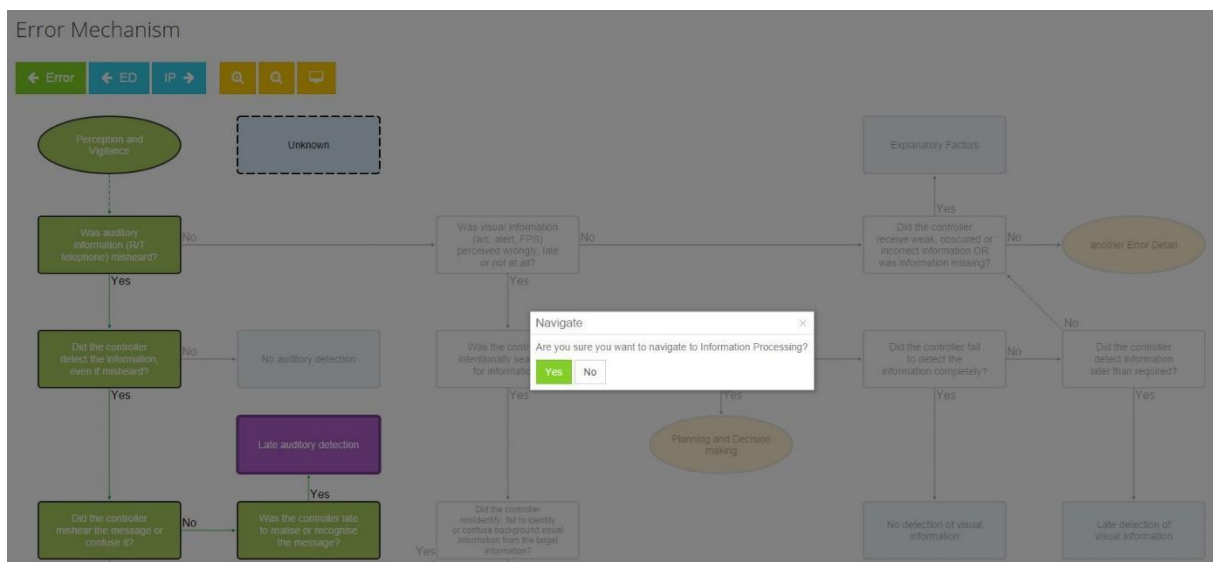 Error Mechanism
Error
ED
IP
Perception and
Vigilance
Unknown
Explanatory Factors
Yes
Was auditory
information (R/T
telephone) misheard?
No
Was visual information
(a/c, alert, FPS)
perceived wrongly, late
or not at all?
No
Did the controller
receive weak, obscured or
incorrect information OR
was information missing?
No
another Error Detail
Yes
Yes
No
Navigate
Are you sure you want to navigate to Information Processing?
Yes
No
Did the controller
detect the information,
even if misheard?
No
No auditory detection
Was the
intentionally
for
Did the controller fail
to detect the
information completely?
No
Did the controller
detect information
later than required?
Yes
Yes
Yes
Yes
Yes
Late auditory detection
Planning and Decision
making
Yes
Did the controller
mishear the message or
confuse it?
No
Was the controller late
to realise or recognise
the message?
Yes
Did the controller
misidentify, fail to identify
or confuse background visual
information from the target
information?
No detection of visual
information
Late detection of
visual information